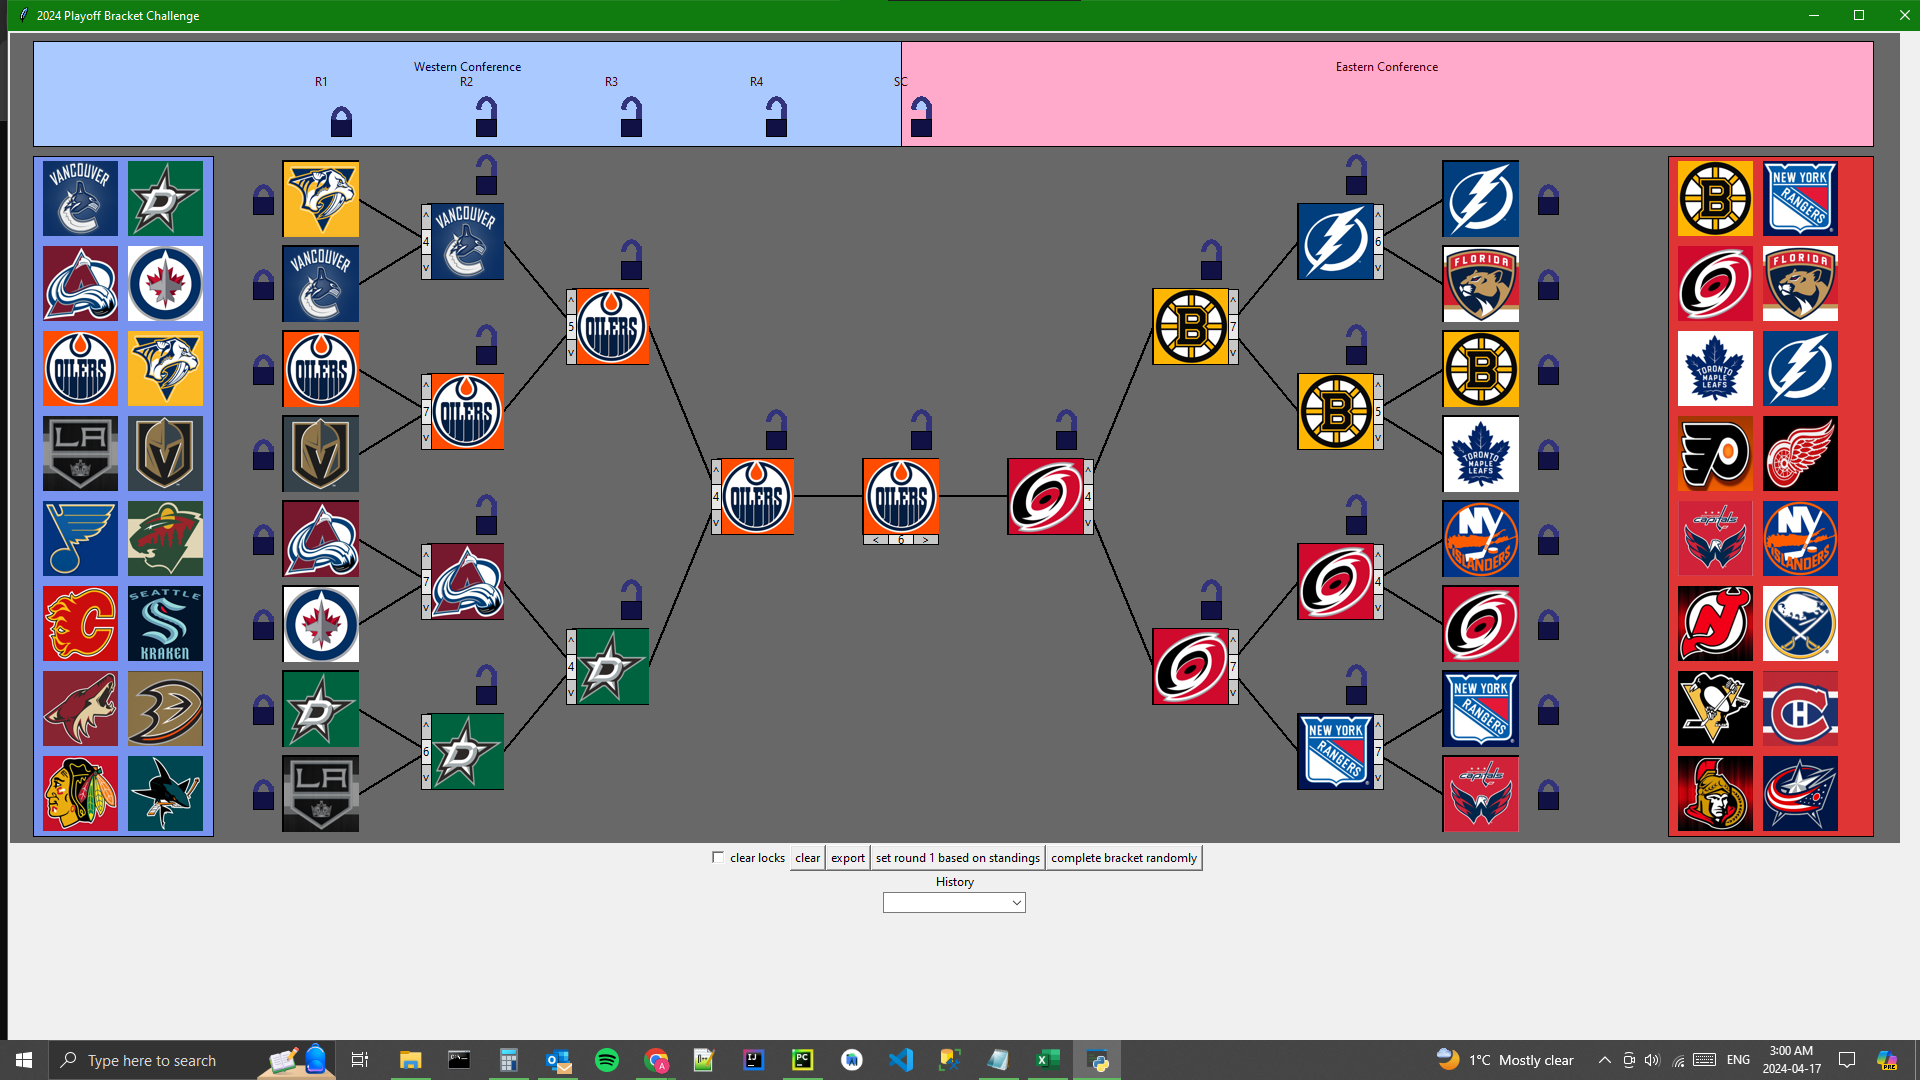 2024 Playoff Bracket Challenge
Western Conference
Eastern Conference
R1 R2 R3 R4 SC
VANCOUVER
NEW YORK RANGERS
VANCOUVER
FLORIDA
VANCOUVER
FLORIDA
OILERS
OILERS
OILERS
OILERS
OILERS
OILERS
TORONTO MAPLE LEAFS
TORONTO MAPLE LEAFS
LA
capitals
NY ISLANDERS
NY ISLANDERS
SEATTLE KRAKEN
NEW YORK RANGERS
NEW YORK RANGERS
LA
capitals
4
7
7
6
5
4
4
< 6 >
4
7
7
6
5
4
7
clear locks
clear
export
set round 1 based on standings
complete bracket randomly
History
Type here to search
1°C Mostly clear
ENG
3:00 AM
2024-04-17